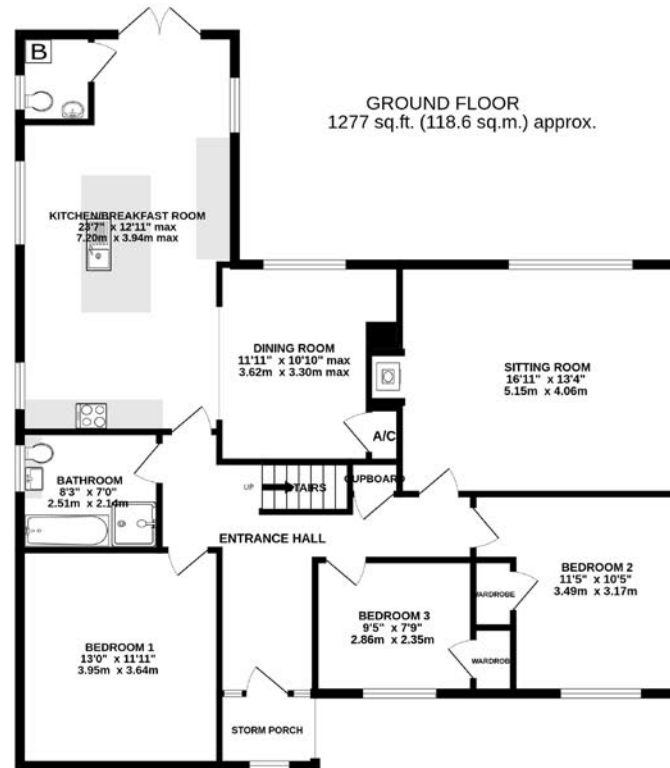 B
GROUND FLOOR
1277 sq.ft. (118.6 sq.m.) approx.
KITCHEN/BREAKFAST ROOM
23'7" x 12'11" max
7.20m x 3.94m max
DINING ROOM
11'11" x 10'10" max
3.62m x 3.30m max
SITTING ROOM
16'11" x 13'4"
5.15m x 4.06m
A/C
BATHROOM
8'3" x 7'0"
2.51m x 2.14m
UP
TAIRS
CUPBOARD
ENTRANCE HALL
BEDROOM 2
11'5" x 10'5"
3.49m x 3.17m
WARDROBE
BEDROOM 3
9'5" x 7'9"
2.86m x 2.35m
WARDROB
BEDROOM 1
13'0" x 11'11"
3.95m x 3.64m
STORM PORCH